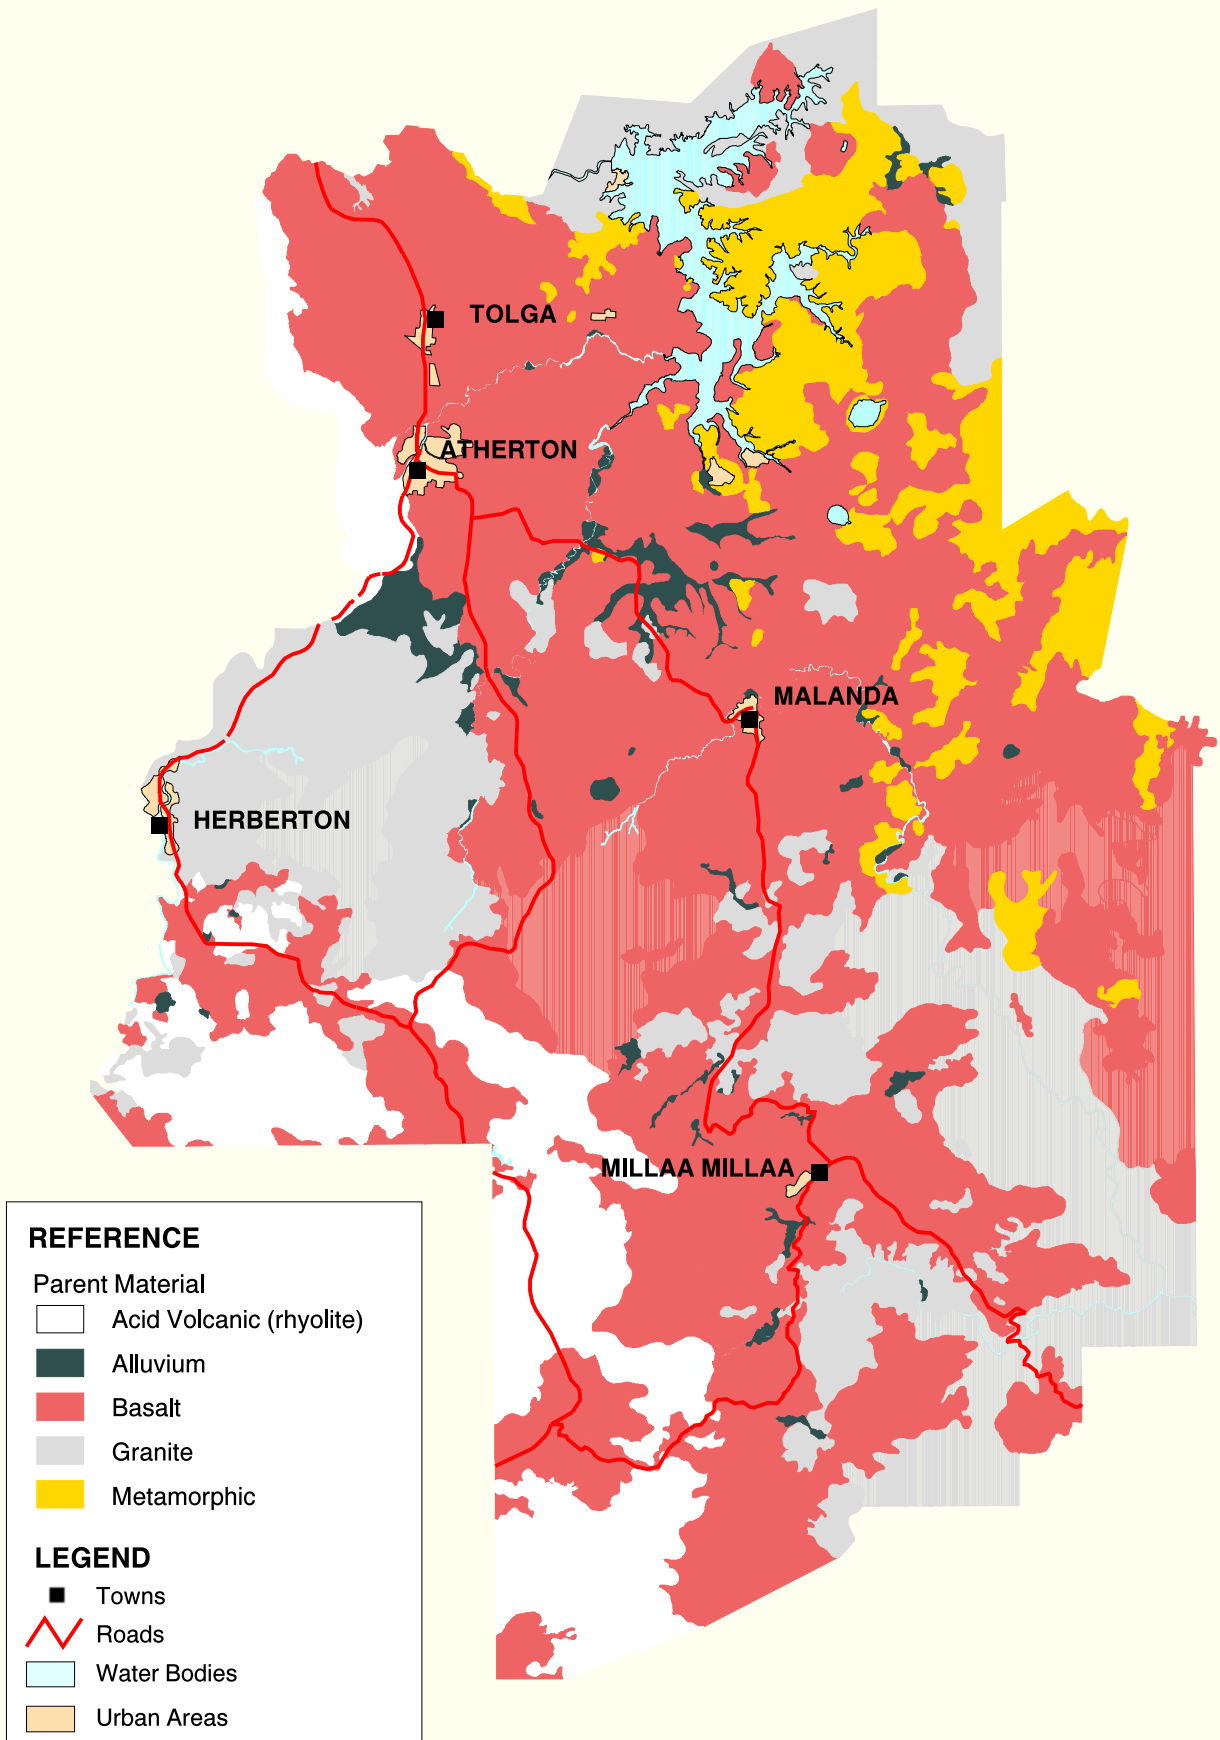 TOLGA
ATHERTON
MALANDA
HERBERTON
MILLAA MILLAA
REFERENCE
Parent Material
Acid Volcanic (rhyolite)
Alluvium
Basalt
Granite
Metamorphic
LEGEND
Towns
Roads
Water Bodies
Urban Areas